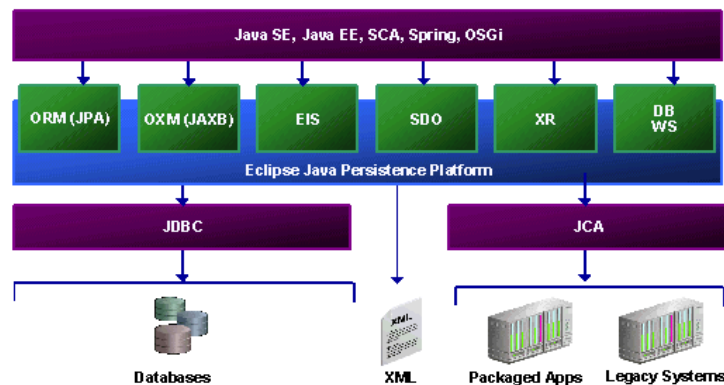 Java SE, Java EE, SCA, Spring, OSGi
ORM (JPA)
OXM (JAXB)
EIS
SDO
XR
DB
WS
Eclipse Java Persistence Platform
JDBC
JCA
XML
Databases
XML
Packaged Apps
Legacy Systems